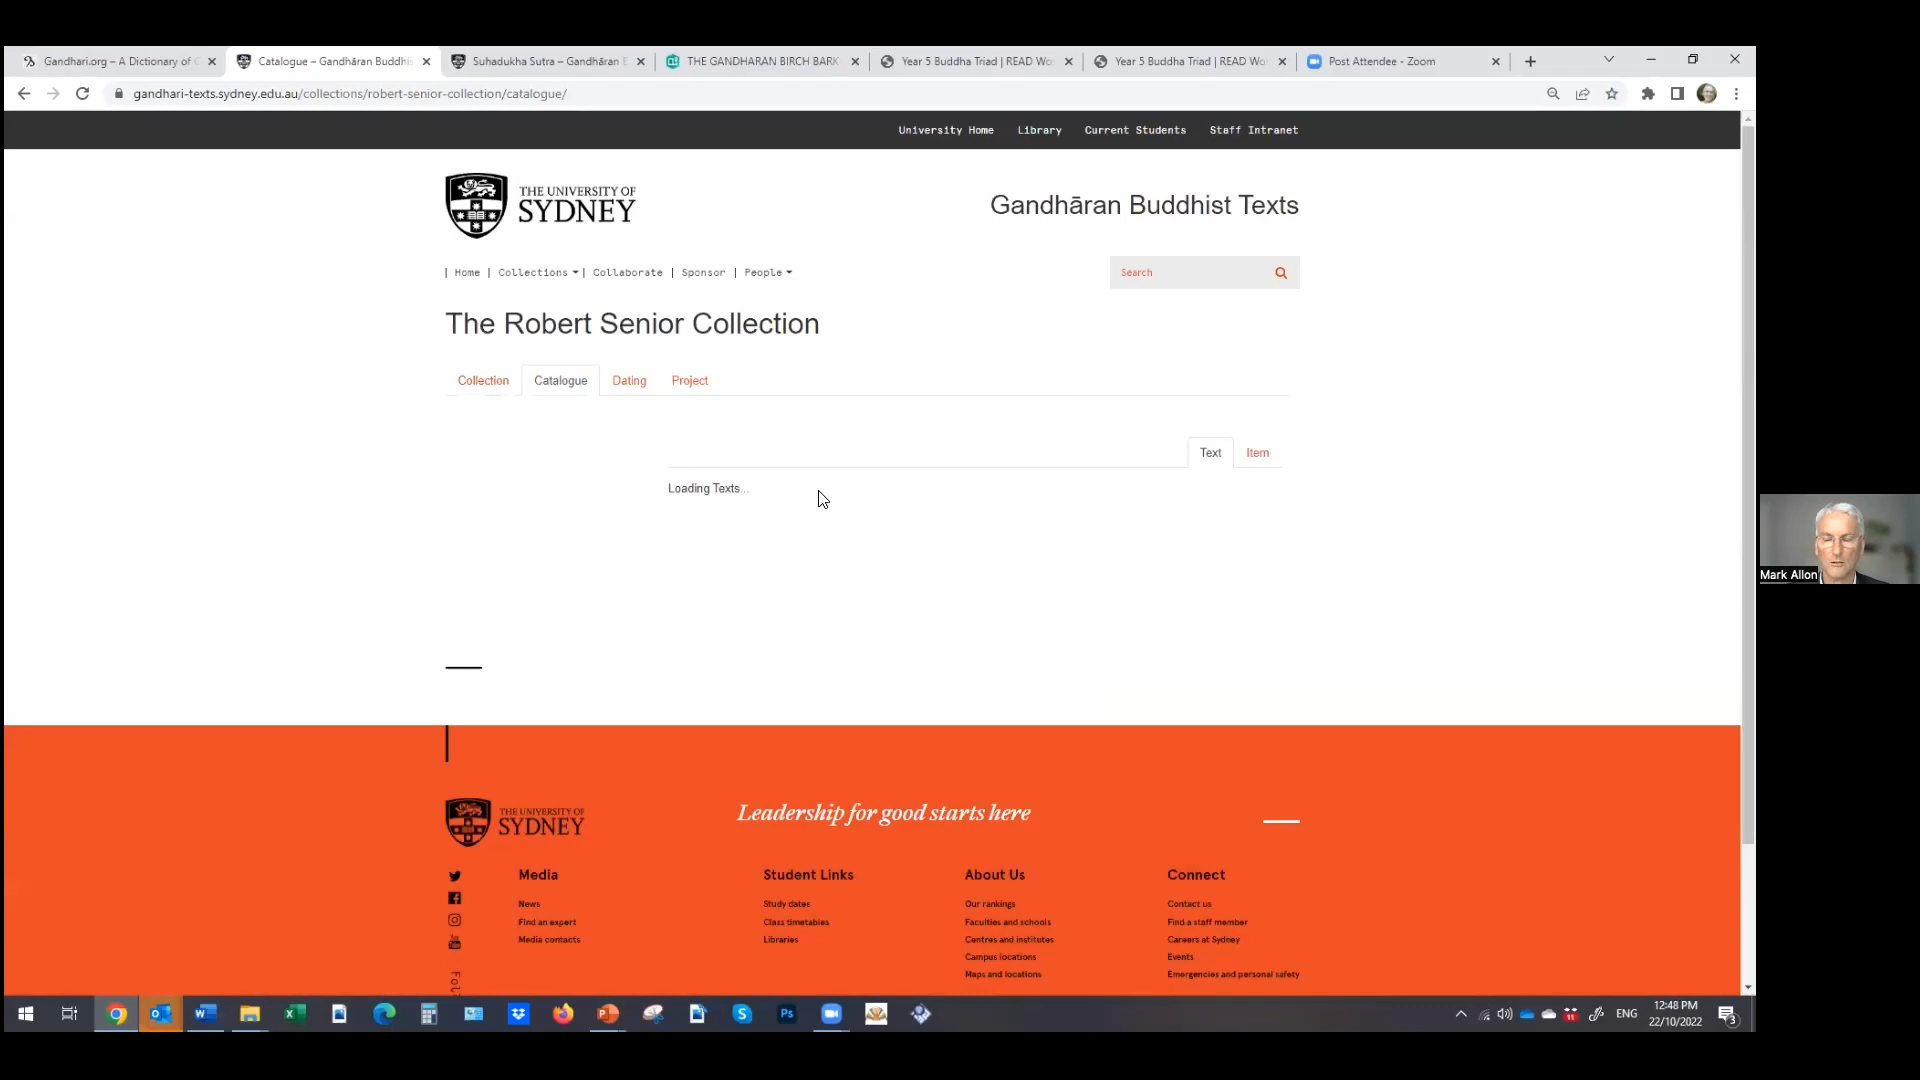 Gandhari.org – A Dictionary of G
Catalogue – Gandhāran Buddhis
Suhadukha Sutra – Gandhāran B
THE GANDHARAN BIRCH BARK
Year 5 Buddha Triad | READ Wo
Year 5 Buddha Triad | READ Wo
Post Attendee - Zoom
gandhari-texts.sydney.edu.au/collections/robert-senior-collection/catalogue/
University Home Library Current Students Staff Intranet
THE UNIVERSITY OF
SYDNEY
Gandhāran Buddhist Texts
| Home | Collections | Collaborate | Sponsor | People
Search
The Robert Senior Collection
Collection Catalogue Dating Project
Text Item
Loading Texts...
Mark Allon
THE UNIVERSITY OF
SYDNEY
Leadership for good starts here
Media
News
Find an expert
Media contacts
Student Links
Study dates
Class timetables
Libraries
About Us
Our rankings
Faculties and schools
Centres and institutes
Campus locations
Maps and locations
Connect
Contact us
Find a staff member
Careers at Sydney
Events
Emergencies and personal safety
ENG
12:48 PM
22/10/2022
3